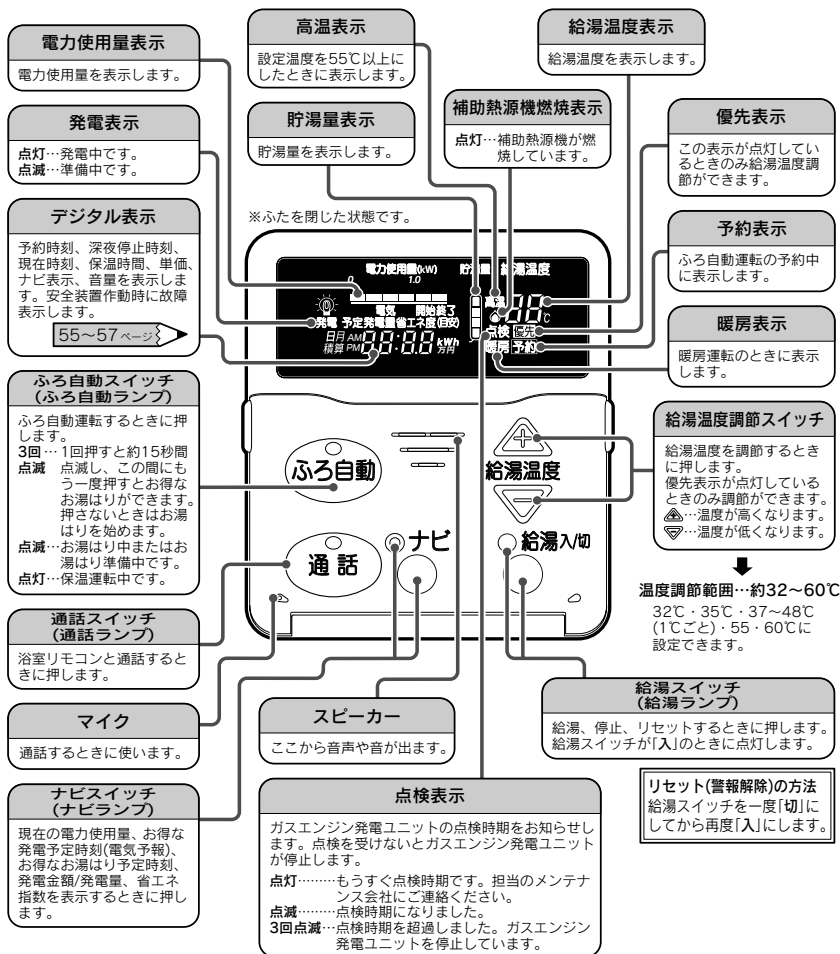 電力使用量表示
電力使用量を表示します。
発電表示
点灯…発電中です。
点滅…準備中です。
デジタル表示
予約時刻、深夜停止時刻、
現在時刻、保温時間、単価、
ナビ表示、音量を表示しま
す。安全装置作動時に故障
表示します。
55～57ページ
ふろ自動スイッチ
(ふろ自動ランプ)
ふろ自動運転するときに押
します。
3回… 1回押すと約15秒間
点滅 点滅し、この間にも
う一度押すとお得な
お湯はりができます。
押さないときはお湯
はりを始めます。
点滅…お湯はり中またはお
湯はり準備中です。
点灯…保温運転中です。
通話スイッチ
(通話ランプ)
浴室リモコンと通話すると
きに押します。
マイク
通話するときに使います。
ナビスイッチ
(ナビランプ)
現在の電力使用量、お得な
発電予定時刻(電気予報)、
お得なお湯はり予定時刻、
発電金額/発電量、省エネ
指数を表示するときに押し
ます。
高温表示
設定温度を55℃以上に
したときに表示します。
貯湯量表示
貯湯量を表示します。
※ふたを閉じた状態です。
給湯温度表示
給湯温度を表示します。
補助熱源機燃焼表示
点灯…補助熱源機が燃
焼しています。
優先表示
この表示が点灯してい
るときのみ給湯温度調
節ができます。
予約表示
ふろ自動運転の予約中
に表示します。
暖房表示
暖房運転のときに表示
します。
電力使用量(kW) 貯湯量 給湯温度
0 1.0
高温
℃
電気 開始終了
発電 予定発電量省エネ度(目安)
点検 優先
日月 AM 88:88 kWh
積算 PM 万円
暖房 予約
ふろ自動
給湯温度
通話
ナビ
給湯入/切
給湯温度調節スイッチ
給湯温度を調節するとき
に押します。
優先表示が点灯している
ときのみ調節ができます。
…温度が高くなります。
…温度が低くなります。
温度調節範囲…約32～60℃
32℃・35℃・37～48℃
(1℃ごと)・55・60℃に
設定できます。
給湯スイッチ
(給湯ランプ)
給湯、停止、リセットするときに押します。
給湯スイッチが「入」のときに点灯します。
リセット(警報解除)の方法
給湯スイッチを一度「切」に
してから再度「入」にします。
スピーカー
ここから音声や音が出ます。
点検表示
ガスエンジン発電ユニットの点検時期をお知らせし
ます。点検を受けないとガスエンジン発電ユニット
が停止します。
点灯………もうすぐ点検時期です。担当のメンテナ
ンス会社にご連絡ください。
点滅………点検時期になりました。
3回点滅…点検時期を超過しました。ガスエンジン
発電ユニットを停止しています。